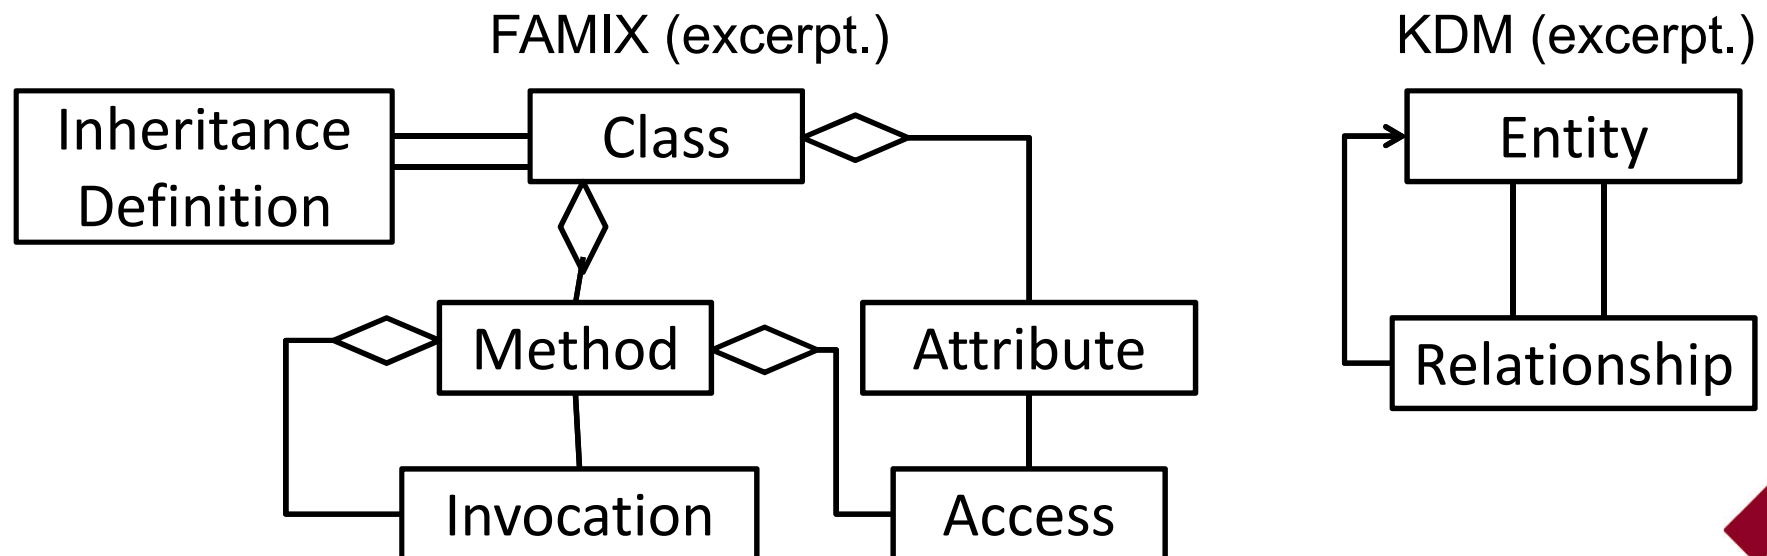 FAMIX (excerpt.)
KDM (excerpt.)
Inheritance
Definition
Class
Entity
Method
Attribute
Relationship
Invocation
Access